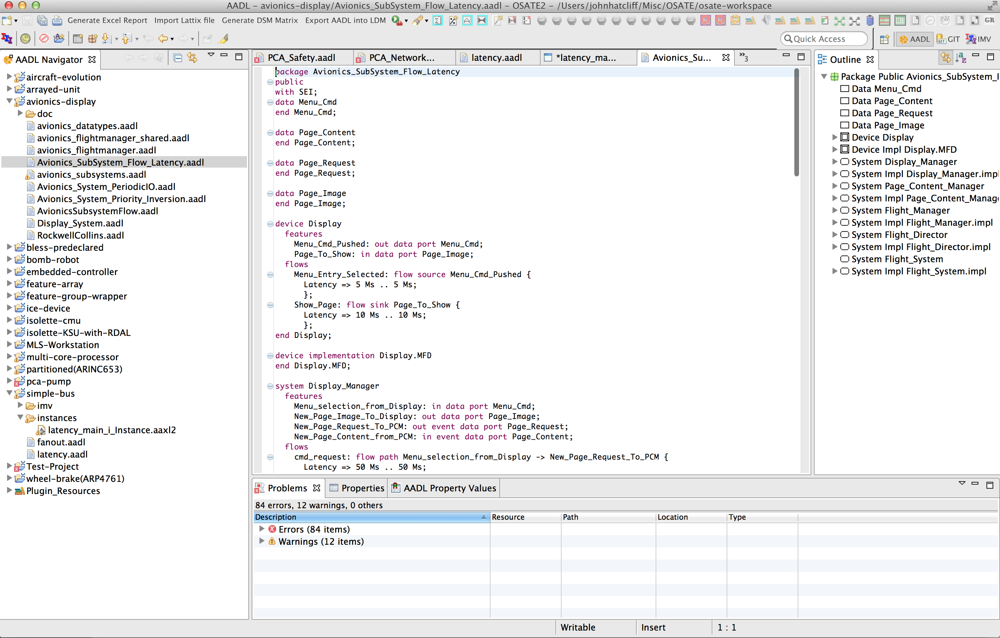 AADL – avionics-display/Avionics_SubSystem_Flow_Latency.aadl – OSATE2 – /Users/johnhatcliff/Misc/OSATE/osate-workspace
Generate Excel Report Import Lattix file Generate DSM Matrix Export AADL into LDM GR
Quick Access AADL GIT IMV
AADL Navigator
aircraft-evolution
arrayed-unit
avionics-display
doc
avionics_datatypes.aadl
avionics_flightmanager_shared.aadl
avionics_flightmanager.aadl
Avionics_SubSystem_Flow_Latency.aadl
avionics_subsystems.aadl
Avionics_System_PeriodicIO.aadl
Avionics_System_Priority_Inversion.aadl
AvionicsSubsystemFlow.aadl
Display_System.aadl
RockwellCollins.aadl
bless-predeclared
bomb-robot
embedded-controller
feature-array
feature-group-wrapper
ice-device
isolette-cmu
isolette-KSU-with-RDAL
MLS-Workstation
multi-core-processor
partitioned(ARINC653)
pca-pump
simple-bus
imv
instances
latency_main_i_Instance.aaxl2
fanout.aadl
latency.aadl
Test-Project
wheel-brake(ARP4761)
Plugin_Resources
PCA_Safety.aadl PCA_Network... latency.aadl *latency_ma... Avionics_Su... 3
package Avionics_SubSystem_Flow_Latency
public
with SEI;
data Menu_Cmd
end Menu_Cmd;
data Page_Content
end Page_Content;
data Page_Request
end Page_Request;
data Page_Image
end Page_Image;
device Display
features
Menu_Cmd_Pushed: out data port Menu_Cmd;
Page_To_Show: in data port Page_Image;
flows
Menu_Entry_Selected: flow source Menu_Cmd_Pushed {
Latency => 5 Ms .. 5 Ms;
};
Show_Page: flow sink Page_To_Show {
Latency => 10 Ms .. 10 Ms;
};
end Display;
device implementation Display.MFD
end Display.MFD;
system Display_Manager
features
Menu_selection_from_Display: in data port Menu_Cmd;
New_Page_Image_To_Display: out data port Page_Image;
New_Page_Request_To_PCM: out event data port Page_Request;
New_Page_Content_from_PCM: in event data port Page_Content;
flows
cmd_request: flow path Menu_selection_from_Display -> New_Page_Request_To_PCM {
Latency => 50 Ms .. 50 Ms;
Outline
Package Public Avionics_SubSystem_
Data Menu_Cmd
Data Page_Content
Data Page_Request
Data Page_Image
Device Display
Device Impl Display.MFD
System Display_Manager
System Impl Display_Manager.impl
System Page_Content_Manager
System Impl Page_Content_Manag
System Flight_Manager
System Impl Flight_Manager.impl
System Flight_Director
System Impl Flight_Director.impl
System Flight_System
System Impl Flight_System.impl
Problems Properties AADL Property Values
84 errors, 12 warnings, 0 others
Description Resource Path Location Type
Errors (84 items)
Warnings (12 items)
Writable Insert 1 : 1